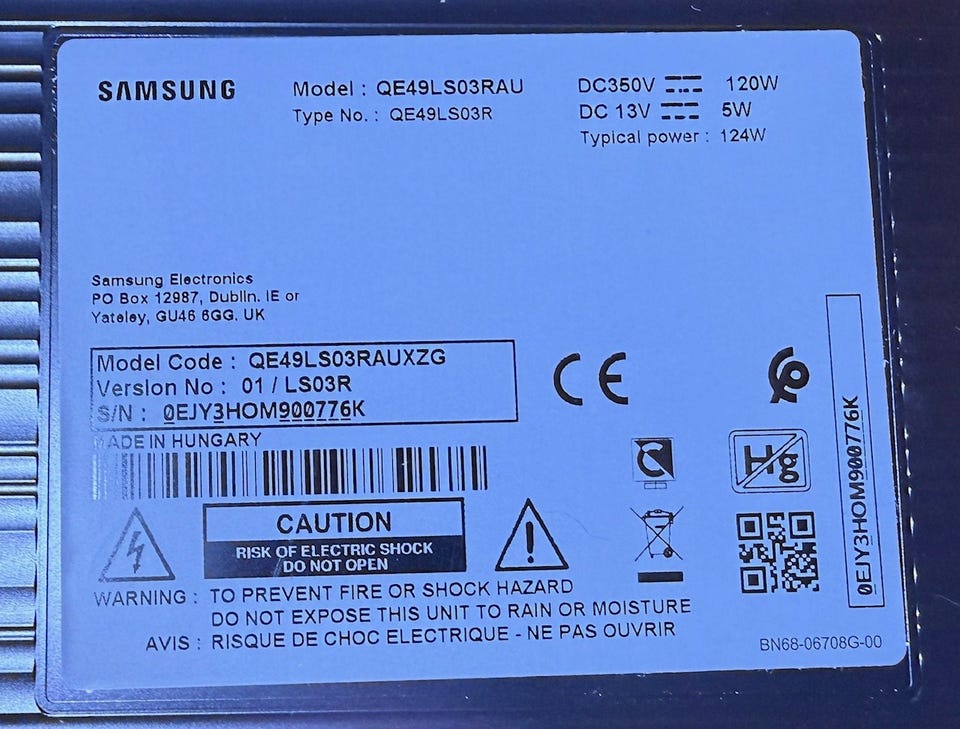 SAMSUNG
Model : QE49LS03RAU
Type No. : QE49LS03R
DC350V 120W
DC 13V 5W
Typical power : 124W
Samsung Electronics
PO Box 12987, Dublin. IE or
Yateley, GU46 6GG. UK
Model Code : QE49LS03RAUXZG
Version No : 01 / LS03R
S/N : 0EJY3HOM900776K
MADE IN HUNGARY
CE
Hg
0EJY3HOM900776K
CAUTION
RISK OF ELECTRIC SHOCK
DO NOT OPEN
WARNING : TO PREVENT FIRE OR SHOCK HAZARD
DO NOT EXPOSE THIS UNIT TO RAIN OR MOISTURE
AVIS : RISQUE DE CHOC ELECTRIQUE - NE PAS OUVRIR
BN68-06708G-00